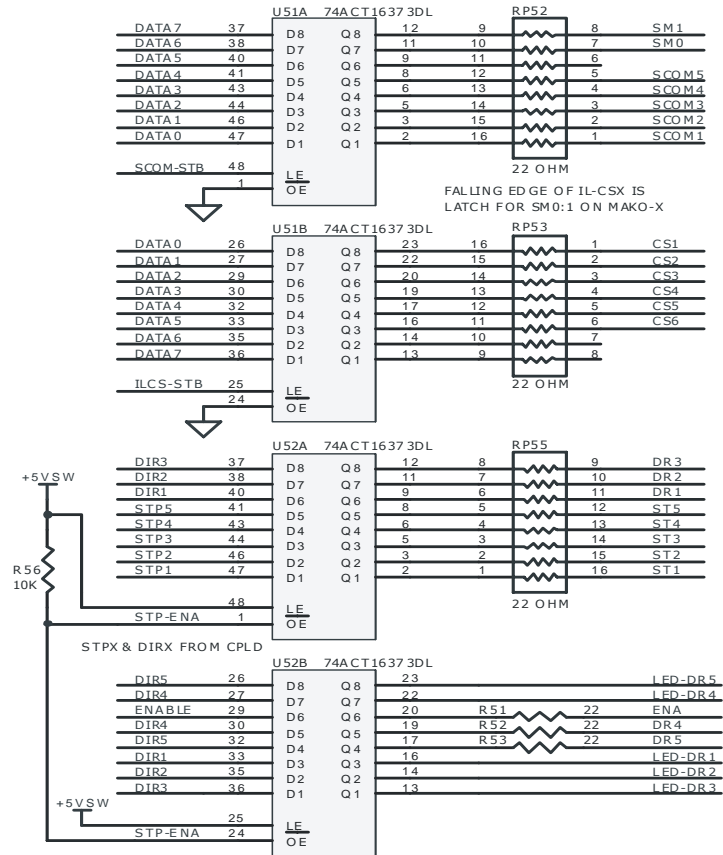 U51A 74ACT16373DL RP52
DATA7 37 D8 Q8 12 9 8 SM1
DATA6 38 D7 Q7 11 10 7 SM0
DATA5 40 D6 Q6 9 11 6
DATA4 41 D5 Q5 8 12 5 SCOM5
DATA3 43 D4 Q4 6 13 4 SCOM4
DATA2 44 D3 Q3 5 14 3 SCOM3
DATA1 46 D2 Q2 3 15 2 SCOM2
DATA0 47 D1 Q1 2 16 1 SCOM1
SCOM-STB 48 LE
1 OE
22 OHM
FALLING EDGE OF IL-CSX IS
LATCH FOR SM0:1 ON MAKO-X
U51B 74ACT16373DL RP53
DATA0 26 D8 Q8 23 16 1 CS1
DATA1 27 D7 Q7 22 15 2 CS2
DATA2 29 D6 Q6 20 14 3 CS3
DATA3 30 D5 Q5 19 13 4 CS4
DATA4 32 D4 Q4 17 12 5 CS5
DATA5 33 D3 Q3 16 11 6 CS6
DATA6 35 D2 Q2 14 10 7
DATA7 36 D1 Q1 13 9 8
ILCS-STB 25 LE
24 OE
22 OHM
U52A 74ACT16373DL RP55
+5VSW
DIR3 37 D8 Q8 12 8 9 DR3
DIR2 38 D7 Q7 11 7 10 DR2
DIR1 40 D6 Q6 9 6 11 DR1
STP5 41 D5 Q5 8 5 12 ST5
STP4 43 D4 Q4 6 4 13 ST4
STP3 44 D3 Q3 5 3 14 ST3
STP2 46 D2 Q2 3 2 15 ST2
STP1 47 D1 Q1 2 1 16 ST1
R56
10K
48 LE
STP-ENA 1 OE
22 OHM
STPX & DIRX FROM CPLD
U52B 74ACT16373DL
DIR5 26 D8 Q8 23 LED-DR5
DIR4 27 D7 Q7 22 LED-DR4
ENABLE 29 D6 Q6 20 R51 22 ENA
DIR4 30 D5 Q5 19 R52 22 DR4
DIR5 32 D4 Q4 17 R53 22 DR5
DIR1 33 D3 Q3 16 LED-DR1
DIR2 35 D2 Q2 14 LED-DR2
DIR3 36 D1 Q1 13 LED-DR3
+5VSW
25 LE
STP-ENA 24 OE